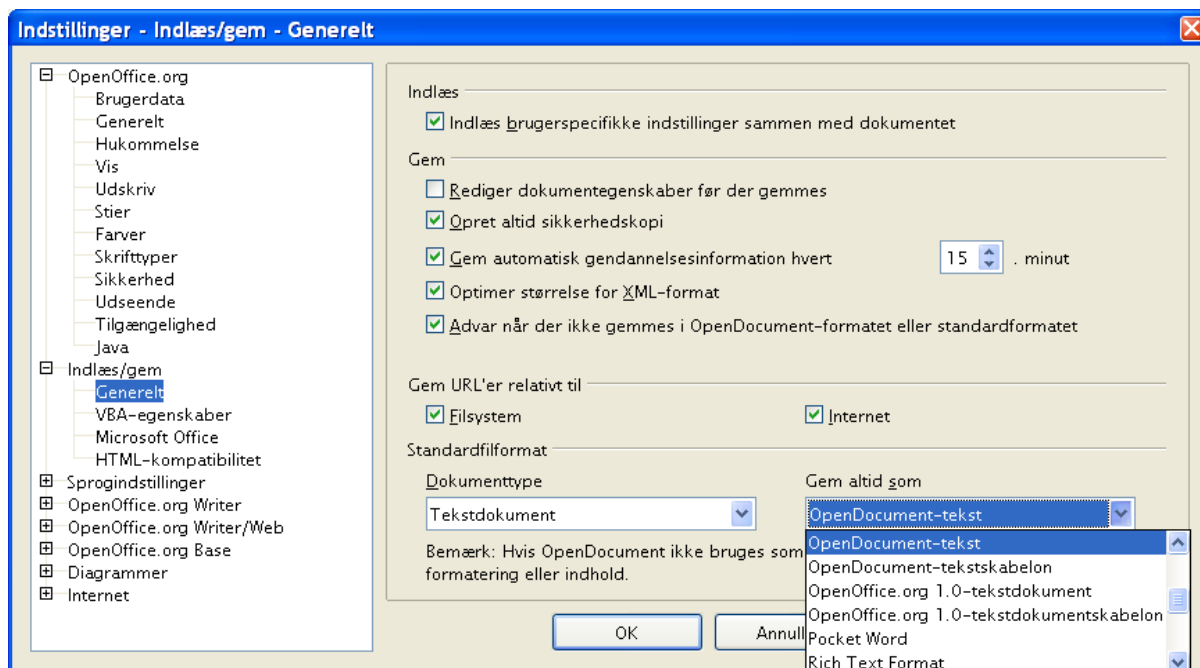 Indstillinger - Indlæs/gem - Generelt
OpenOffice.org
Brugerdata
Generelt
Hukommelse
Vis
Udskriv
Stier
Farver
Skrifttyper
Sikkerhed
Udseende
Tilgængelighed
Java
Indlæs/gem
Generelt
VBA-egenskaber
Microsoft Office
HTML-kompatibilitet
Sprogindstillinger
OpenOffice.org Writer
OpenOffice.org Writer/Web
OpenOffice.org Base
Diagrammer
Internet
Indlæs
Indlæs brugerspecifikke indstillinger sammen med dokumentet
Gem
Rediger dokumentegenskaber før der gemmes
Opret altid sikkerhedskopi
Gem automatisk gendannelsesinformation hvert 15 . minut
Optimer størrelse for XML-format
Advar når der ikke gemmes i OpenDocument-formatet eller standardformatet
Gem URL'er relativt til
Filsystem Internet
Standardfilformat
Dokumenttype Gem altid som
Tekstdokument OpenDocument-tekst
Bemærk: Hvis OpenDocument ikke bruges som
formatering eller indhold.
OpenDocument-tekst
OpenDocument-tekstskabelon
OpenOffice.org 1.0-tekstdokument
OpenOffice.org 1.0-tekstdokumentskabelon
Pocket Word
Rich Text Format
OK Annull